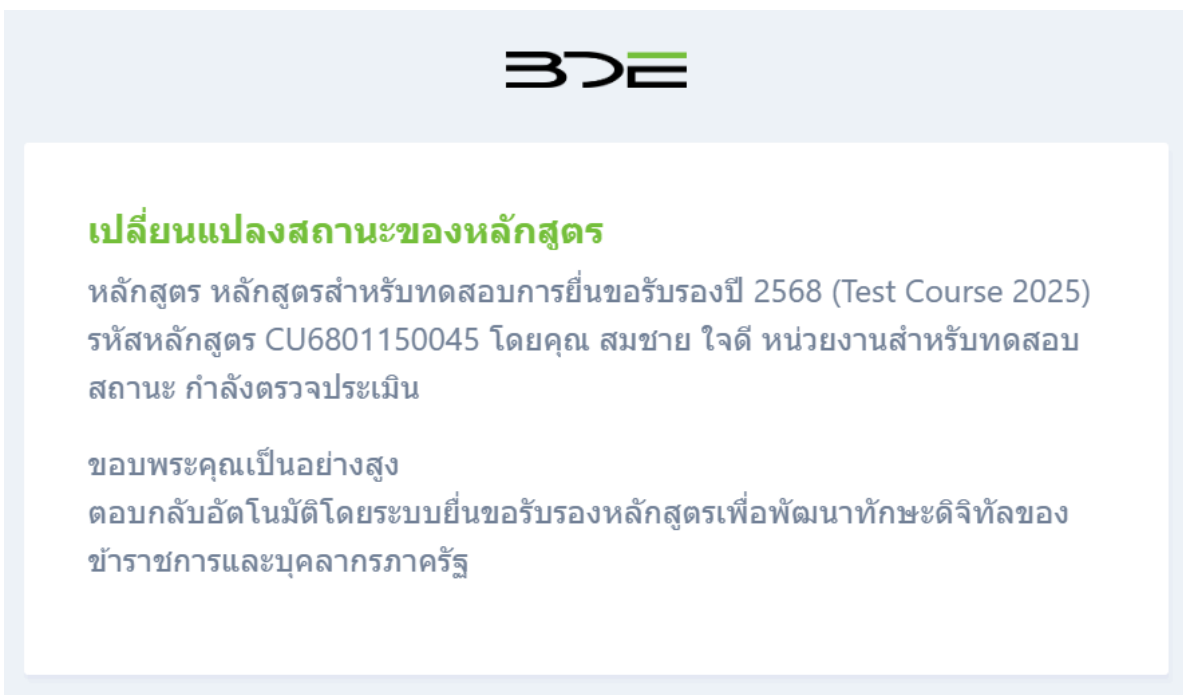 BDE
เปลี่ยนแปลงสถานะของหลักสูตร
หลักสูตร หลักสูตรสำหรับทดสอบการยื่นขอรับรองปี 2568 (Test Course 2025)
รหัสหลักสูตร CU6801150045 โดยคุณ สมชาย ใจดี หน่วยงานสำหรับทดสอบ
สถานะ กำลังตรวจประเมิน
ขอบพระคุณเป็นอย่างสูง
ตอบกลับอัตโนมัติโดยระบบยื่นขอรับรองหลักสูตรเพื่อพัฒนาทักษะดิจิทัลของ
ข้าราชการและบุคลากรภาครัฐ